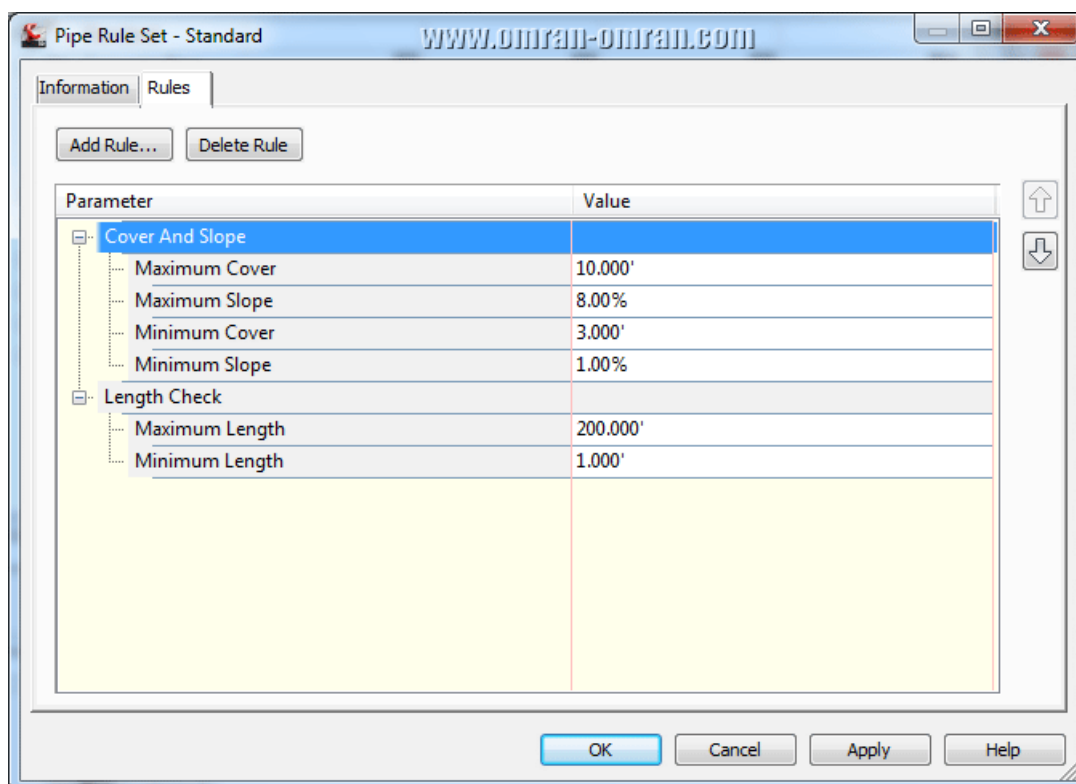 Pipe Rule Set - Standard www.omran-omran.com
Information Rules
Add Rule... Delete Rule
Parameter Value
Cover And Slope
Maximum Cover 10.000'
Maximum Slope 8.00%
Minimum Cover 3.000'
Minimum Slope 1.00%
Length Check
Maximum Length 200.000'
Minimum Length 1.000'
OK Cancel Apply Help